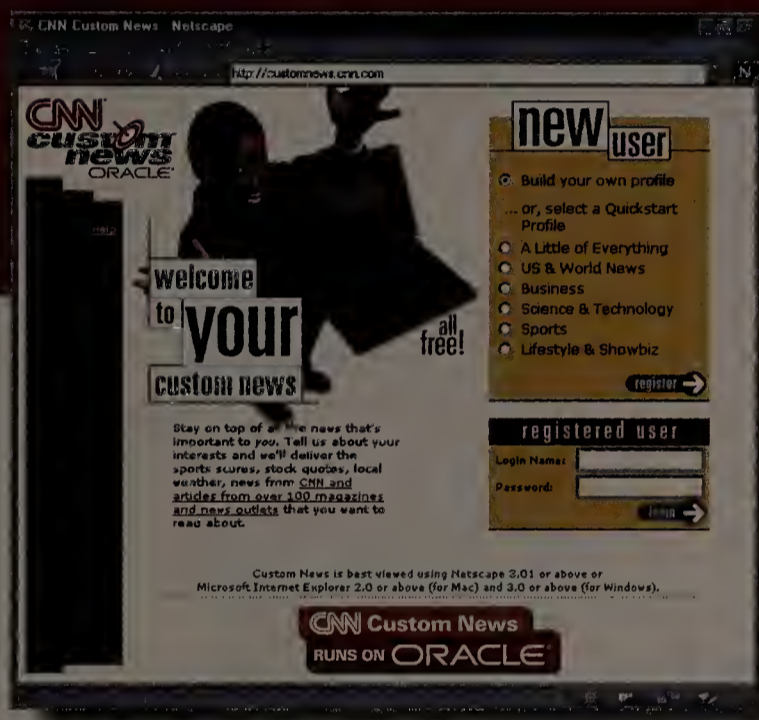 CNN Custom News - Netscape
http://customnews.cnn.com
CNN
custom
news
ORACLE
Help
welcome
to your
custom news
all
free!
Stay on top of all the news that's
important to you. Tell us about your
interests and we'll deliver the
sports scores, stock quotes, local
weather, news from CNN and
articles from over 100 magazines
and news outlets that you want to
read about.
new
user
Build your own profile
... or, select a Quickstart
Profile
A Little of Everything
US & World News
Business
Science & Technology
Sports
Lifestyle & Showbiz
register
registered user
Login Name:
Password:
login
Custom News is best viewed using Netscape 3.01 or above or
Microsoft Internet Explorer 2.0 or above (for Mac) and 3.0 or above (for Windows).
CNN Custom News
RUNS ON ORACLE